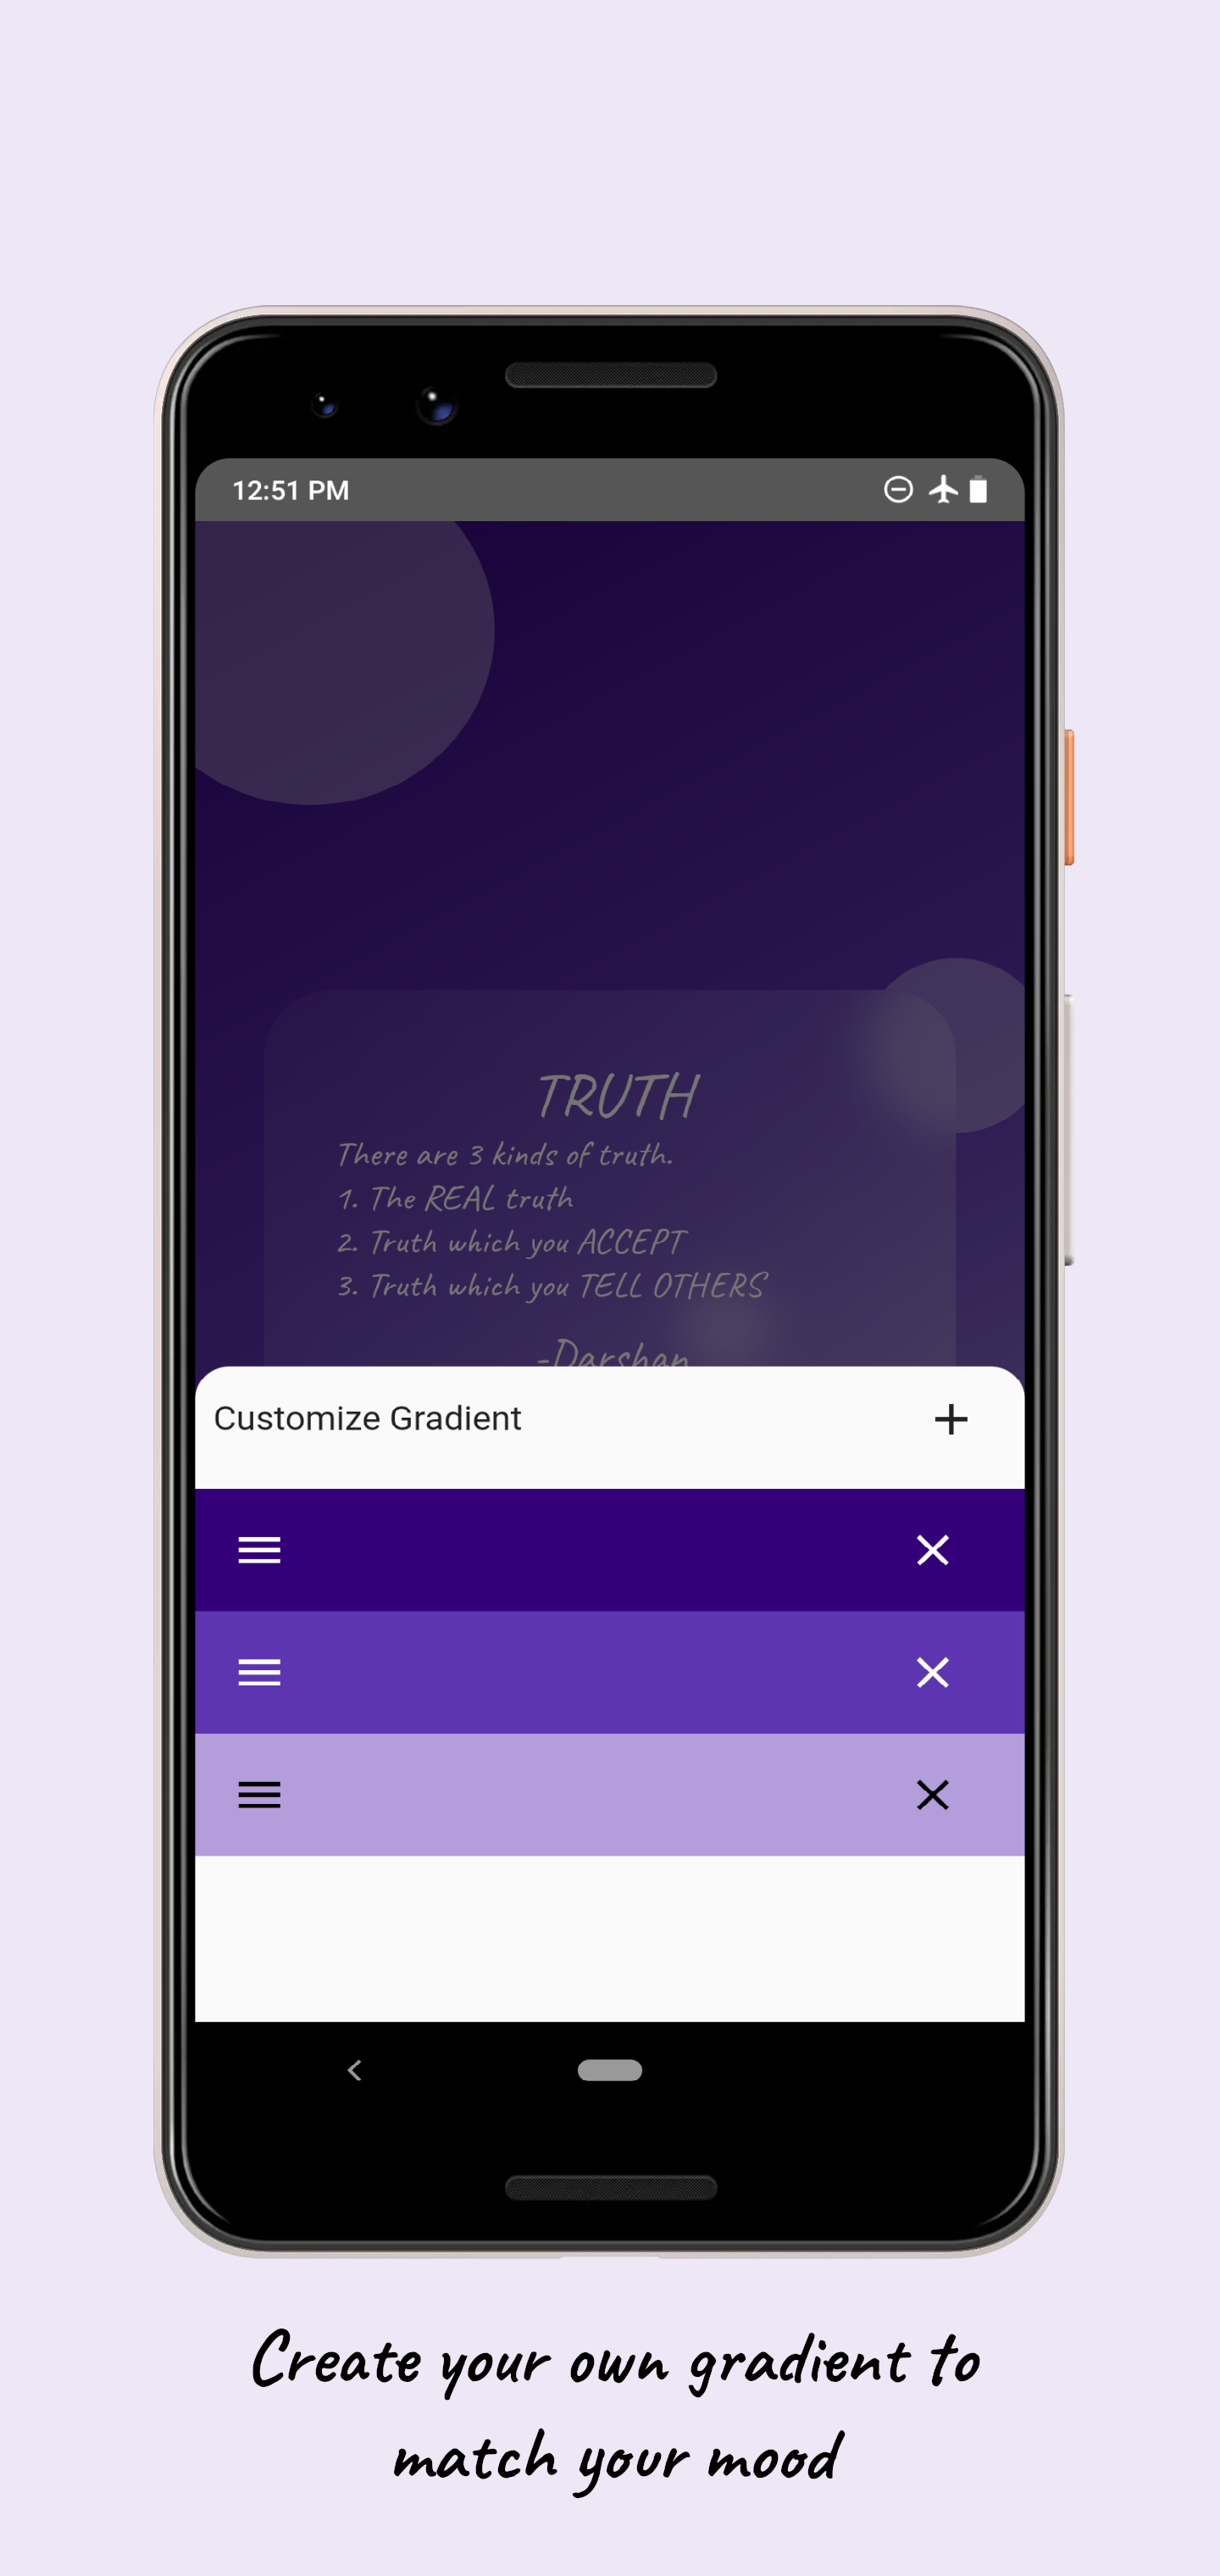 12:51 PM
TRUTH
There are 3 kinds of truth.
1. The REAL truth
2. Truth which you ACCEPT
3. Truth which you TELL OTHERS
-Darshan
Customize Gradient
Create your own gradient to
match your mood